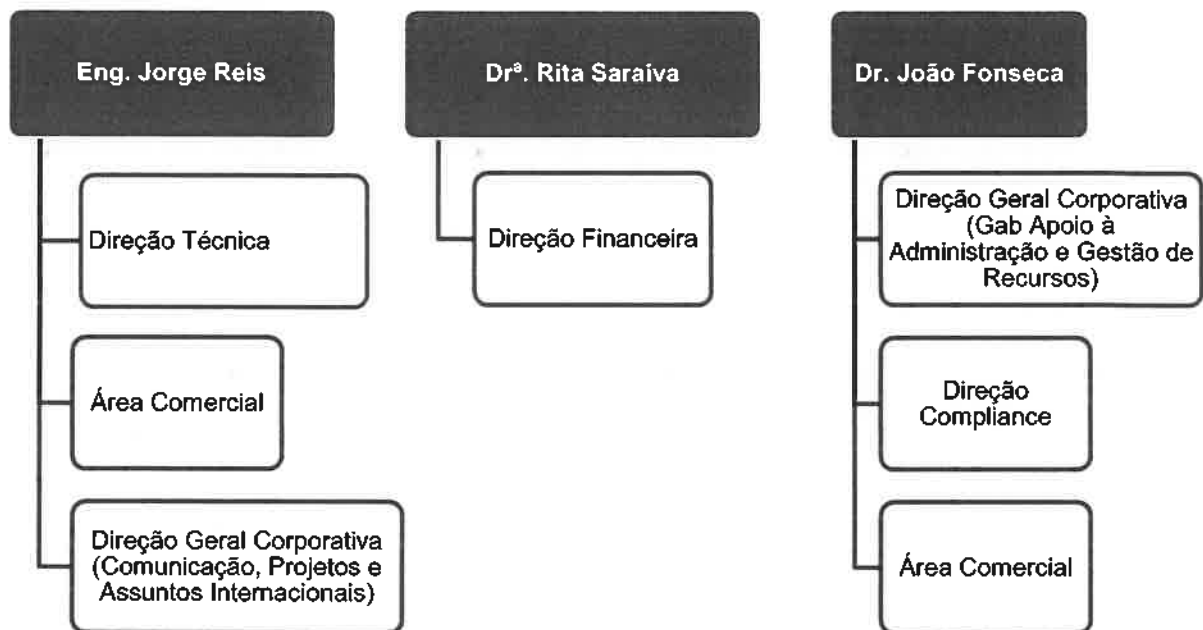 Eng. Jorge Reis
Direção Técnica
Área Comercial
Direção Geral Corporativa
(Comunicação, Projetos e
Assuntos Internacionais)
Drª. Rita Saraiva
Direção Financeira
Dr. João Fonseca
Direção Geral Corporativa
(Gab Apoio à
Administração e Gestão de
Recursos)
Direção
Compliance
Área Comercial